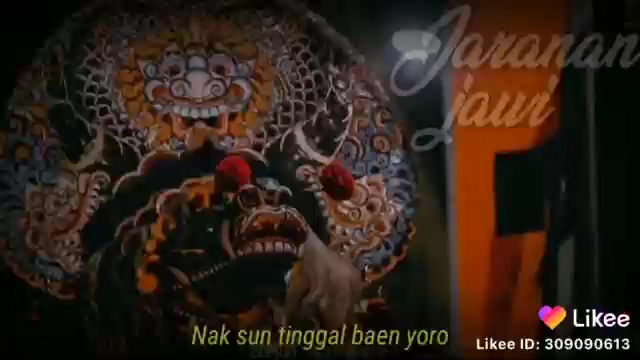 Jaranan
jawi
Nak sun tinggal baen yoro
Likee
Likee ID: 309090613